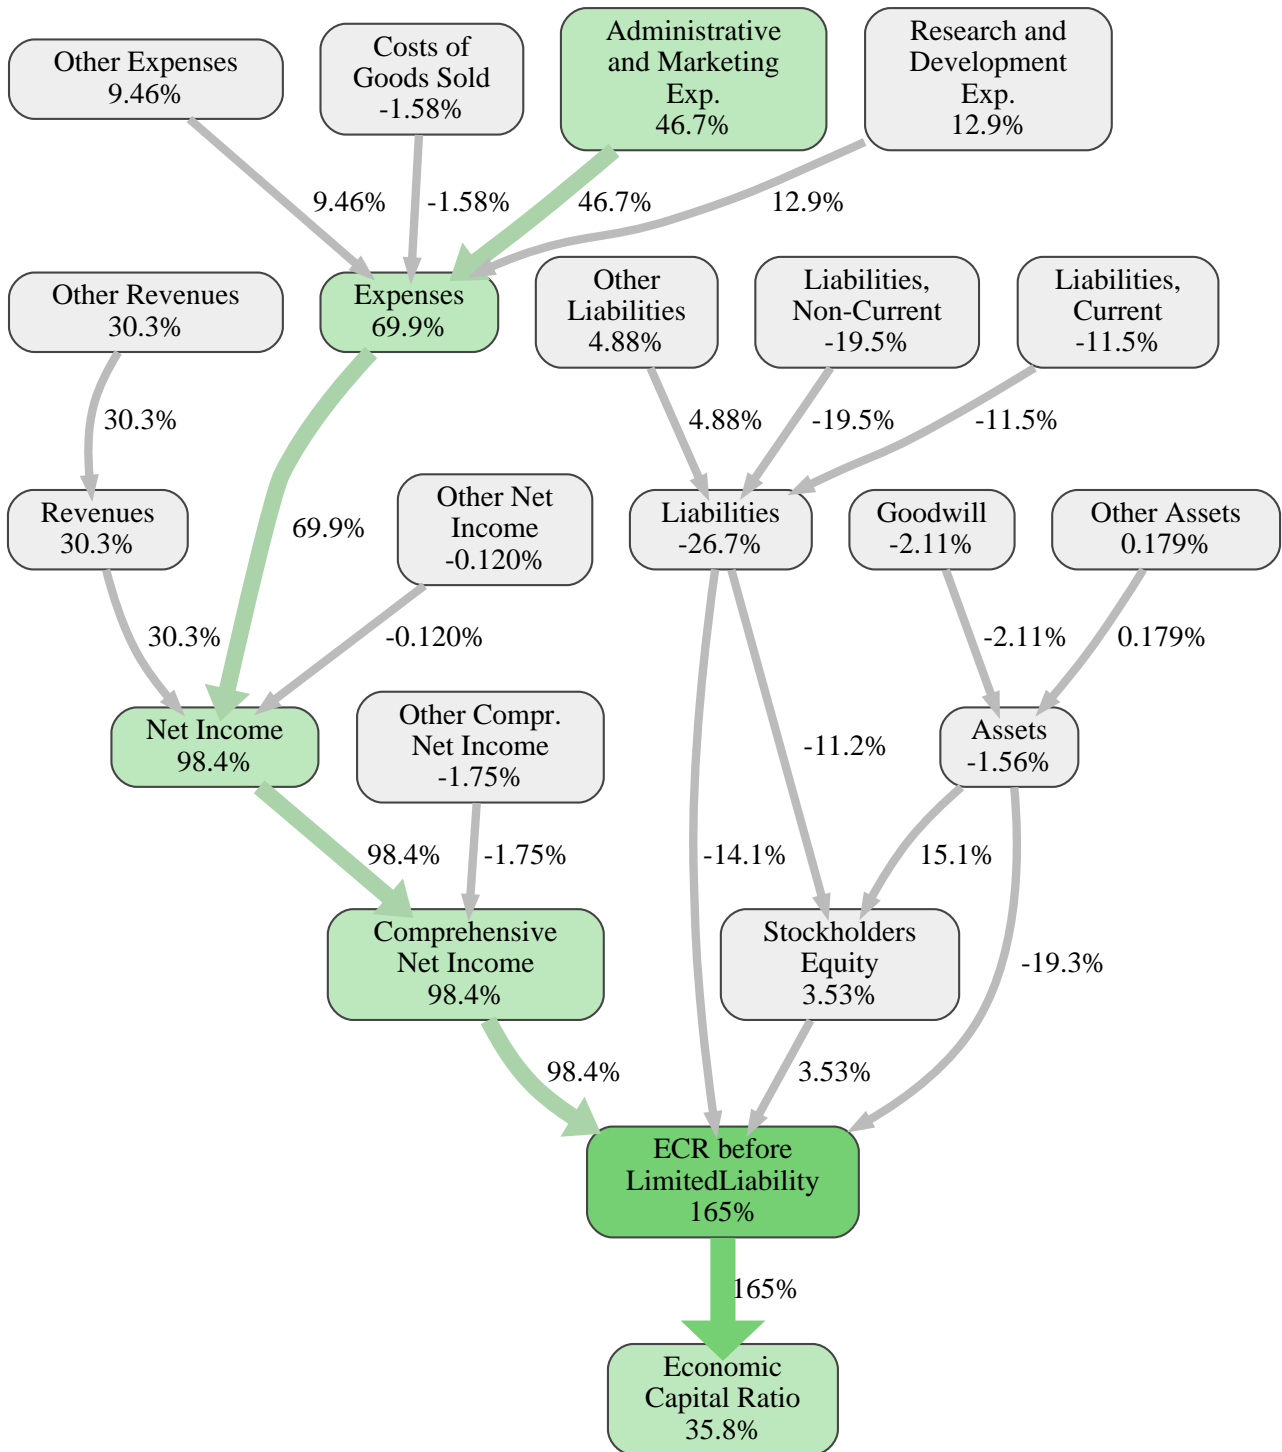 Other Expenses
9.46%
Costs of
Goods Sold
-1.58%
Administrative
and Marketing
Exp.
46.7%
Research and
Development
Exp.
12.9%
9.46%
-1.58%
46.7%
12.9%
Other Revenues
30.3%
Expenses
69.9%
Other
Liabilities
4.88%
Liabilities,
Non-Current
-19.5%
Liabilities,
Current
-11.5%
30.3%
4.88%
-19.5%
-11.5%
Revenues
30.3%
69.9%
Other Net
Income
-0.120%
Liabilities
-26.7%
Goodwill
-2.11%
Other Assets
0.179%
30.3%
-0.120%
-2.11%
0.179%
Net Income
98.4%
Other Compr.
Net Income
-1.75%
-11.2%
Assets
-1.56%
98.4%
-1.75%
-14.1%
15.1%
Comprehensive
Net Income
98.4%
Stockholders
Equity
3.53%
-19.3%
98.4%
3.53%
ECR before
LimitedLiability
165%
165%
Economic
Capital Ratio
35.8%